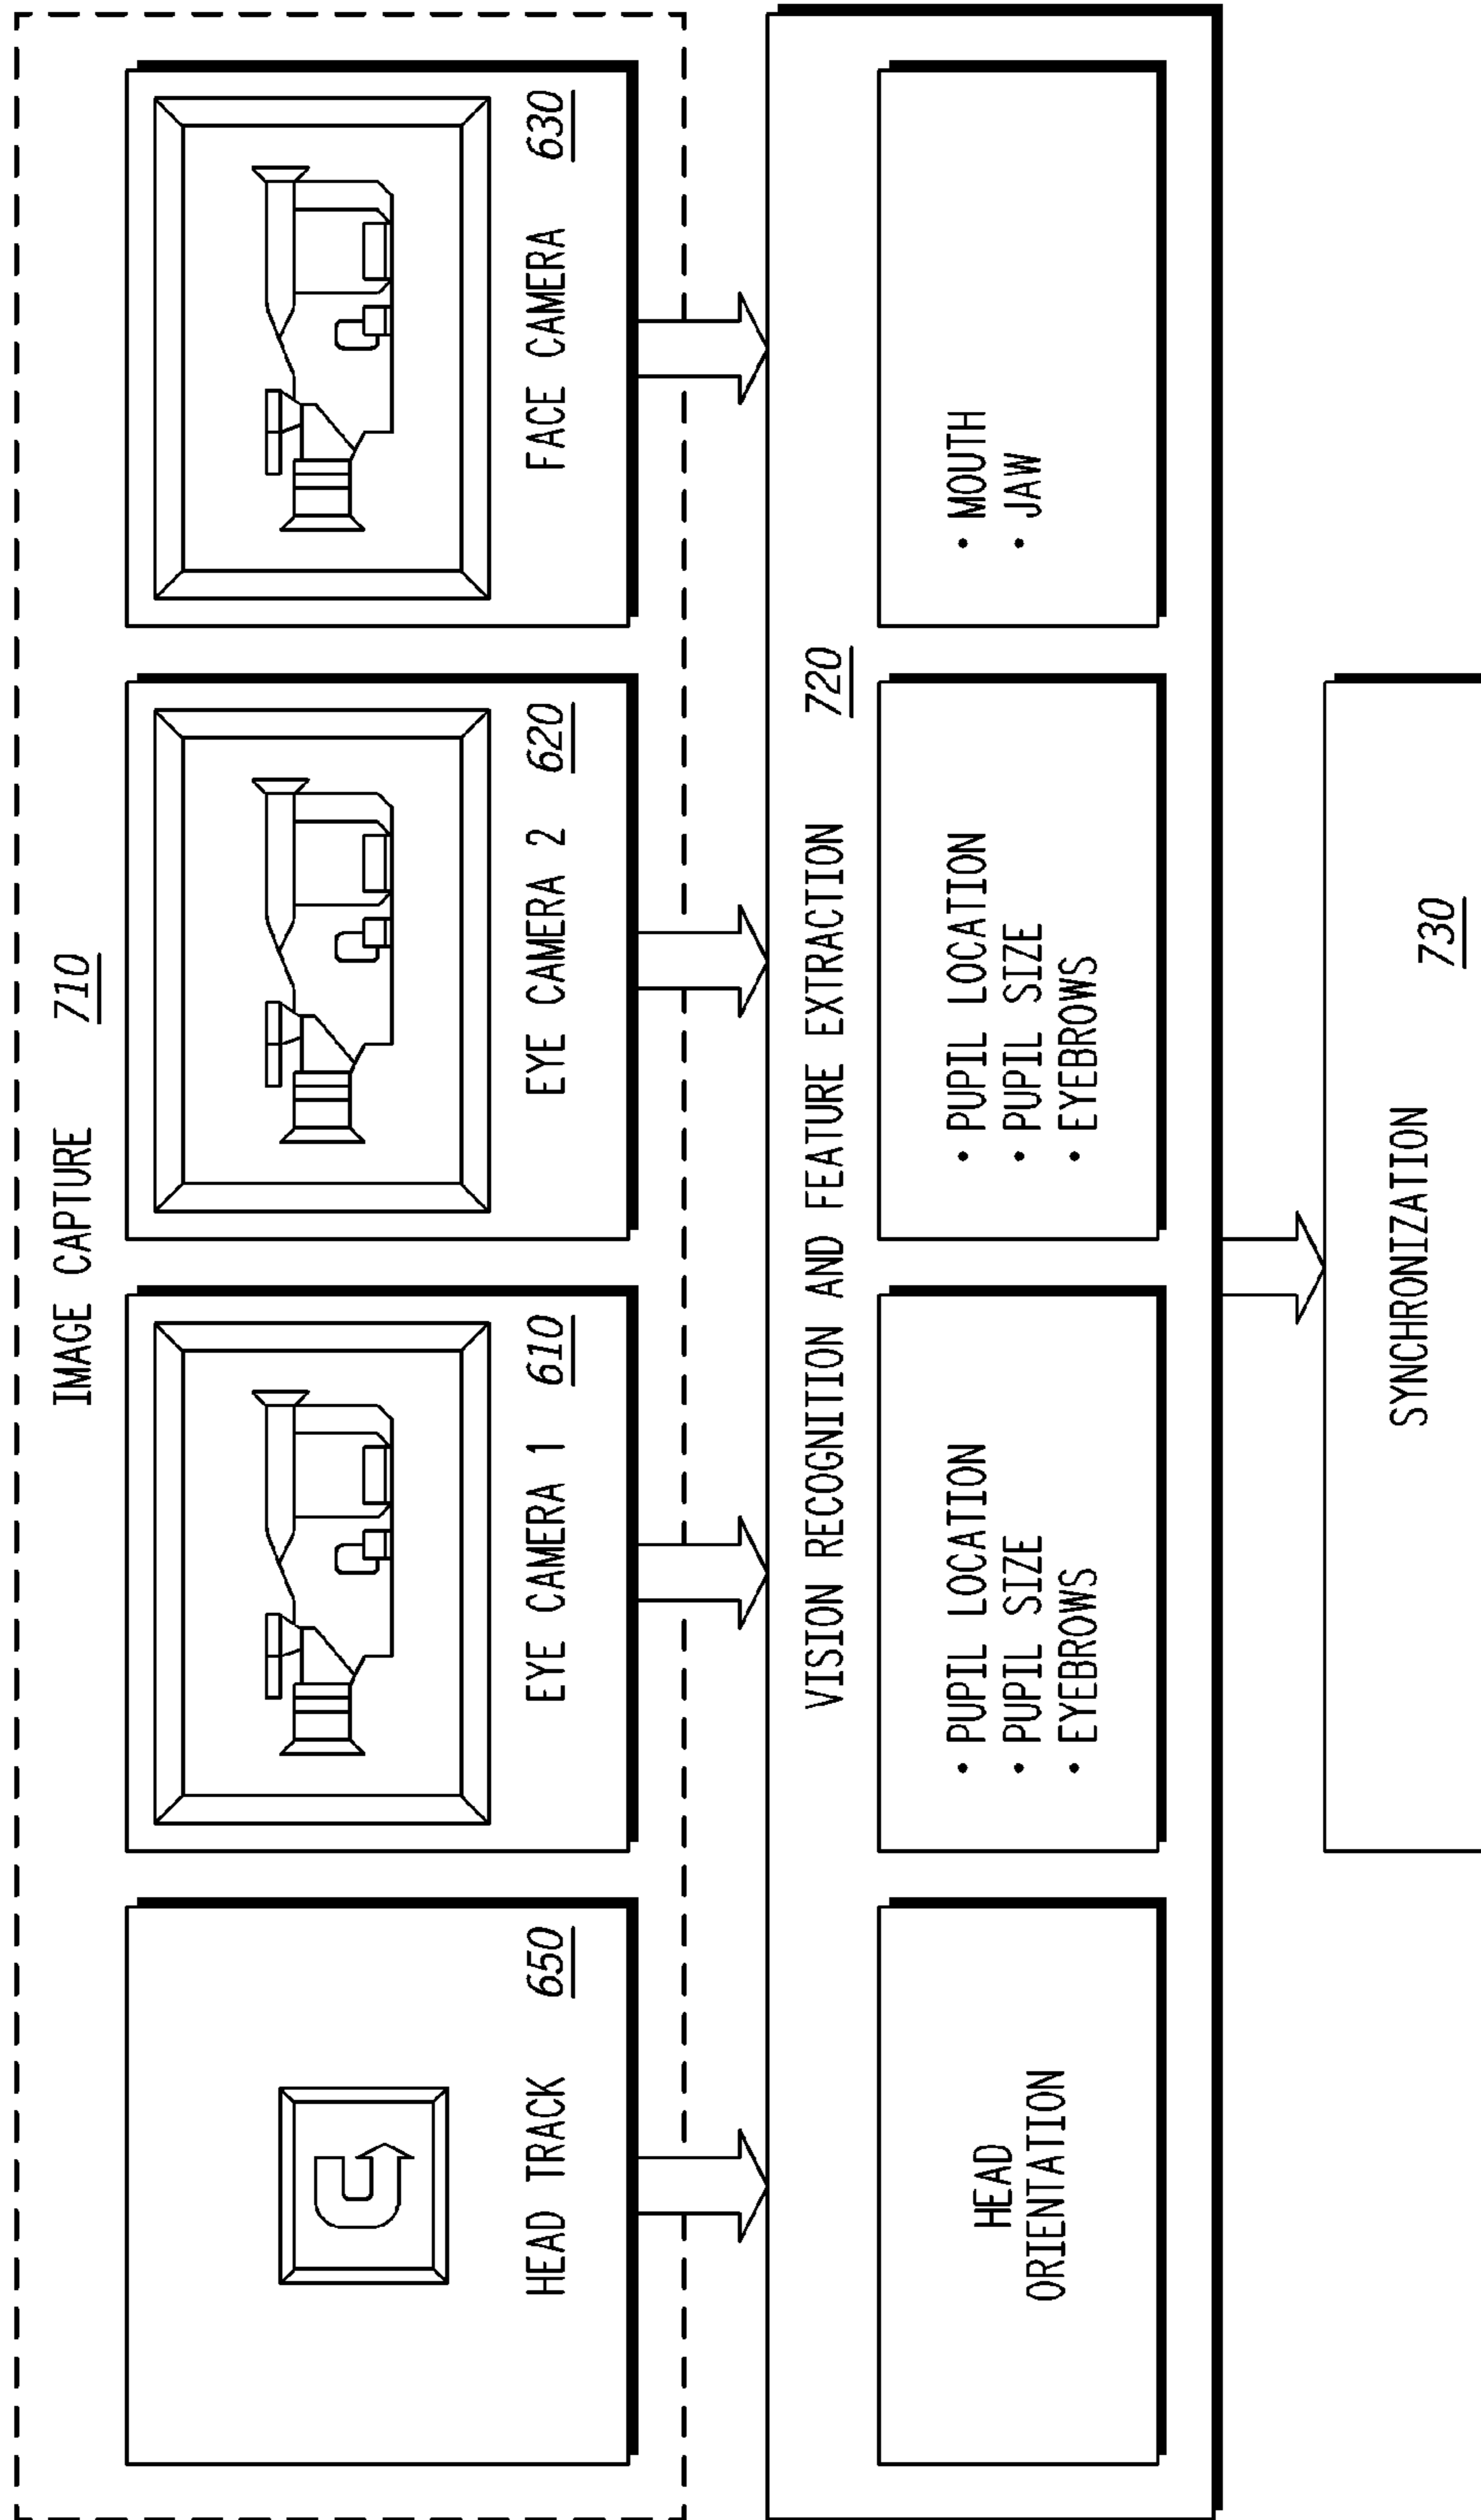 IMAGE CAPTURE 710
HEAD TRACK 650
EYE CAMERA 1 610
EYE CAMERA 2 620
FACE CAMERA 630
VISION RECOGNITION AND FEATURE EXTRACTION 720
HEAD
ORIENTATION
• PUPIL LOCATION
• PUPIL SIZE
• EYEBROWS
• PUPIL LOCATION
• PUPIL SIZE
• EYEBROWS
• MOUTH
• JAW
SYNCHRONIZATION
730